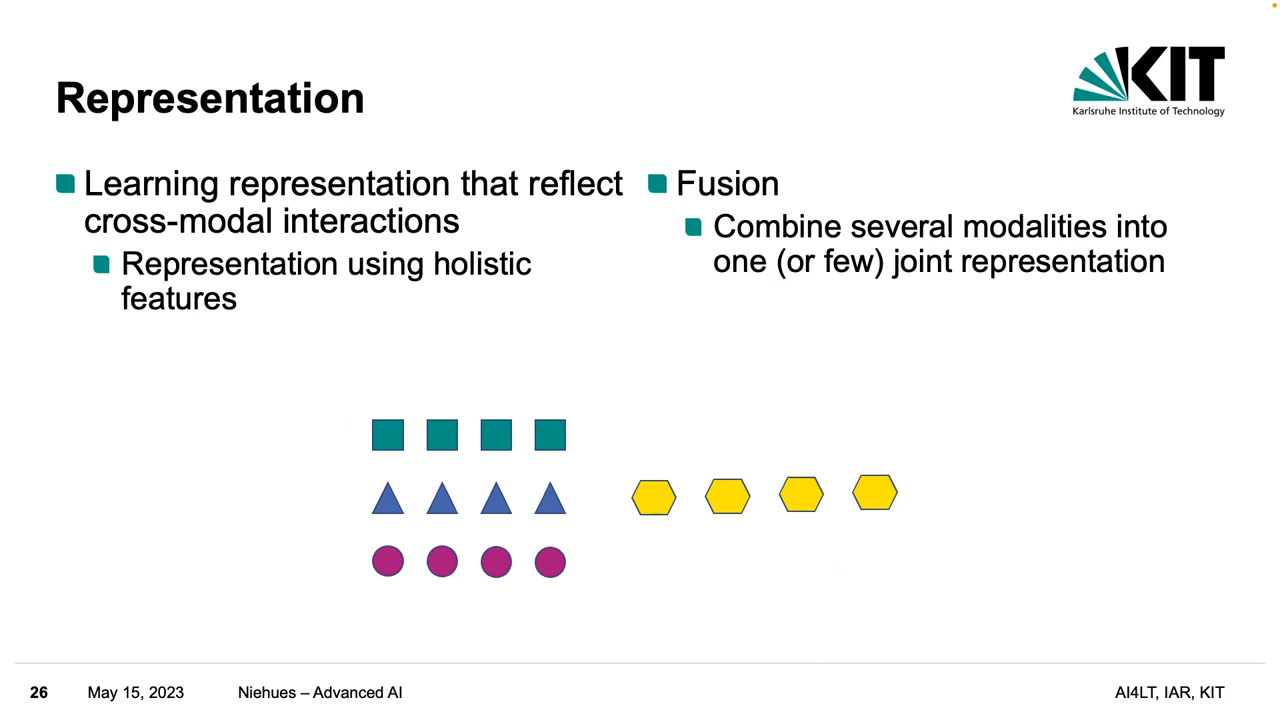 Representation
KIT
Karlsruhe Institute of Technology
Learning representation that reflect
cross-modal interactions
Representation using holistic
features
Fusion
Combine several modalities into
one (or few) joint representation
26 May 15, 2023 Niehues – Advanced AI AI4LT, IAR, KIT